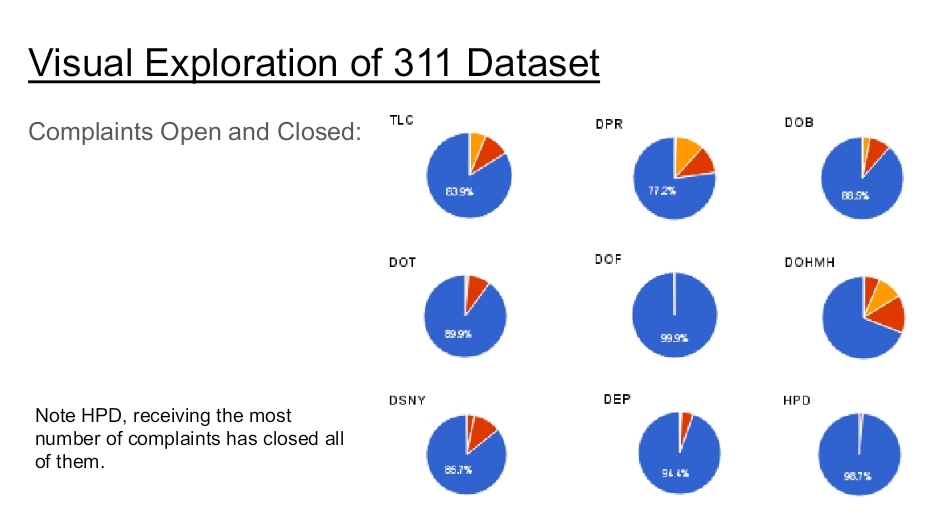 Visual Exploration of 311 Dataset
Complaints Open and Closed:
TLC
DPR
DOB
83.9%
77.2%
88.5%
DOT
DOF
DOHMH
89.9%
99.9%
DSNY
DEP
HPD
85.7%
94.4%
98.7%
Note HPD, receiving the most
number of complaints has closed all
of them.